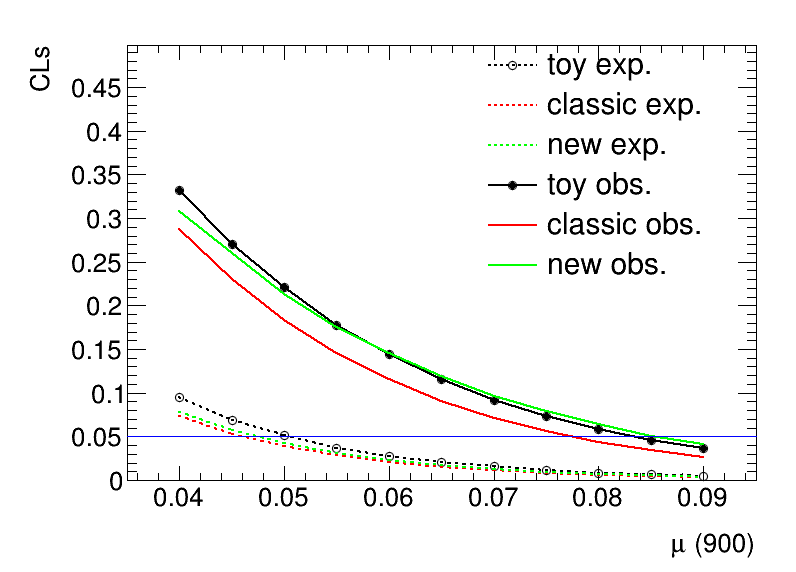 CLs
toy exp.
classic exp.
new exp.
toy obs.
classic obs.
new obs.
0.45
0.4
0.35
0.3
0.25
0.2
0.15
0.1
0.05
0
0.04 0.05 0.06 0.07 0.08 0.09
μ (900)